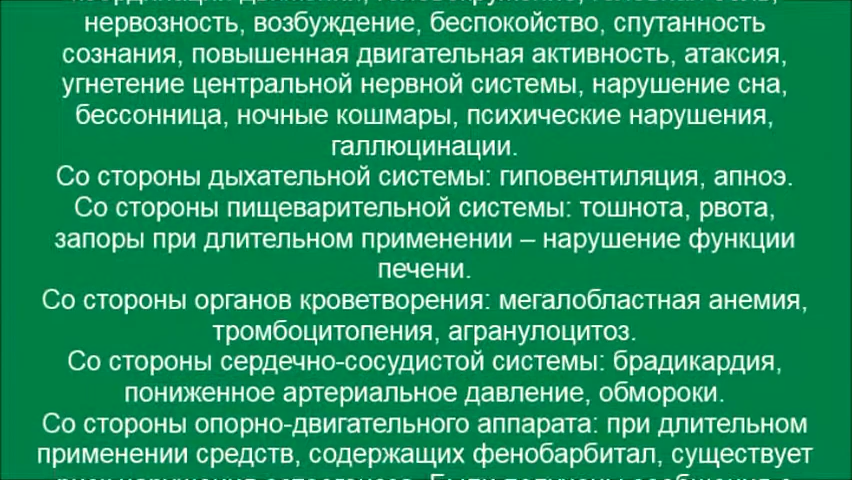 нервозность, возбуждение, беспокойство, спутанность
сознания, повышенная двигательная активность, атаксия,
угнетение центральной нервной системы, нарушение сна,
бессонница, ночные кошмары, психические нарушения,
галлюцинации.
Со стороны дыхательной системы: гиповентиляция, апноэ.
Со стороны пищеварительной системы: тошнота, рвота,
запоры при длительном применении – нарушение функции
печени.
Со стороны органов кроветворения: мегалобластная анемия,
тромбоцитопения, агранулоцитоз.
Со стороны сердечно-сосудистой системы: брадикардия,
пониженное артериальное давление, обмороки.
Со стороны опорно-двигательного аппарата: при длительном
применении средств, содержащих фенобарбитал, существует